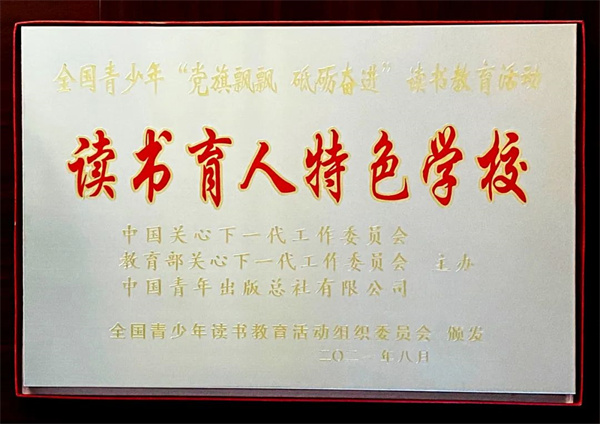 全国青少年“党旗飘飘 砥砺奋进”读书教育活动
读书育人特色学校
中国关心下一代工作委员会
教育部关心下一代工作委员会 主办
中国青年出版总社有限公司
全国青少年读书教育活动组织委员会 颁发
二〇二一年八月